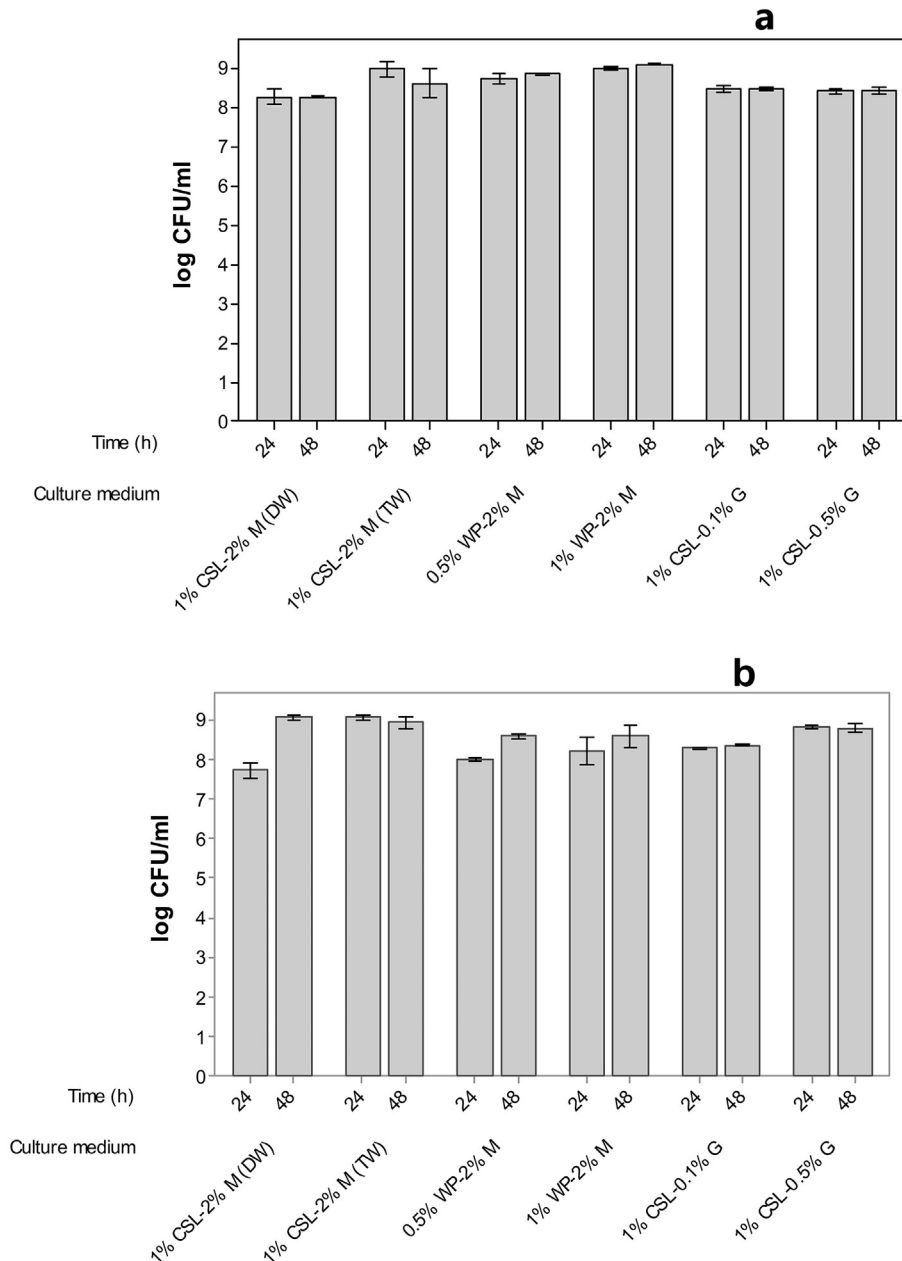 a
9
8
7
6
5
4
3
2
1
0
log CFU/ml
Time (h)
24 48 24 48 24 48 24 48 24 48 24 48
Culture medium
1% CSL-2% M (DW)
1% CSL-2% M (TW)
0.5% WP-2% M
1% WP-2% M
1% CSL-0.1% G
1% CSL-0.5% G
b
9
8
7
6
5
4
3
2
1
0
log CFU/ml
Time (h)
24 48 24 48 24 48 24 48 24 48 24 48
Culture medium
1% CSL-2% M (DW)
1% CSL-2% M (TW)
0.5% WP-2% M
1% WP-2% M
1% CSL-0.1% G
1% CSL-0.5% G